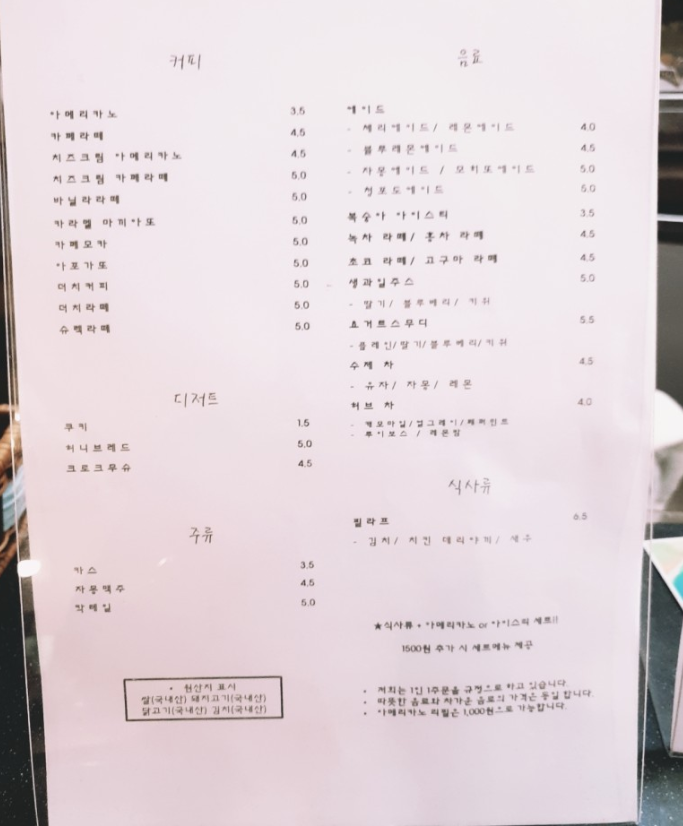 커피
아메리카노 3.5
카페라떼 4.5
치즈크림 아메리카노 4.5
치즈크림 카페라떼 5.0
바닐라라떼 5.0
카라멜 마끼아또 5.0
카페모카 5.0
아포가또 5.0
더치커피 5.0
더치라떼 5.0
슈렉라떼 5.0
디저트
쿠키 1.5
허니브레드 5.0
크로크무슈 4.5
주류
카스 3.5
자몽맥주 4.5
칵테일 5.0
• 원산지 표시
쌀(국내산) 돼지고기(국내산)
닭고기(국내산) 김치(국내산)
음료
에이드
- 체리에이드/ 레몬에이드 4.0
- 블루레몬에이드 4.5
- 자몽에이드 / 모히또에이드 5.0
- 청포도에이드 5.0
복숭아 아이스티 3.5
녹차 라떼/ 홍차 라떼 4.5
초코 라떼/ 고구마 라떼 4.5
생과일주스 5.0
- 딸기/ 블루베리/ 키위
요거트스무디 5.5
-플레인/딸기/블루베리/키위
수제 차 4.5
- 유자/ 자몽/ 레몬
허브 차 4.0
- 캐모마일/얼그레이/페퍼민트
- 루이보스 / 레몬밤
식사류
필라프 6.5
- 김치/ 치킨 데리야끼/ 새우
★식사류 + 아메리카노 or 아이스티 세트!!
1500원 추가 시 세트메뉴 제공
• 저희는 1인 1주문을 규정으로 하고 있습니다.
• 따뜻한 음료와 차가운 음료의 가격은 동일 합니다.
• 아메리카노 리필은 1,000원으로 가능합니다.